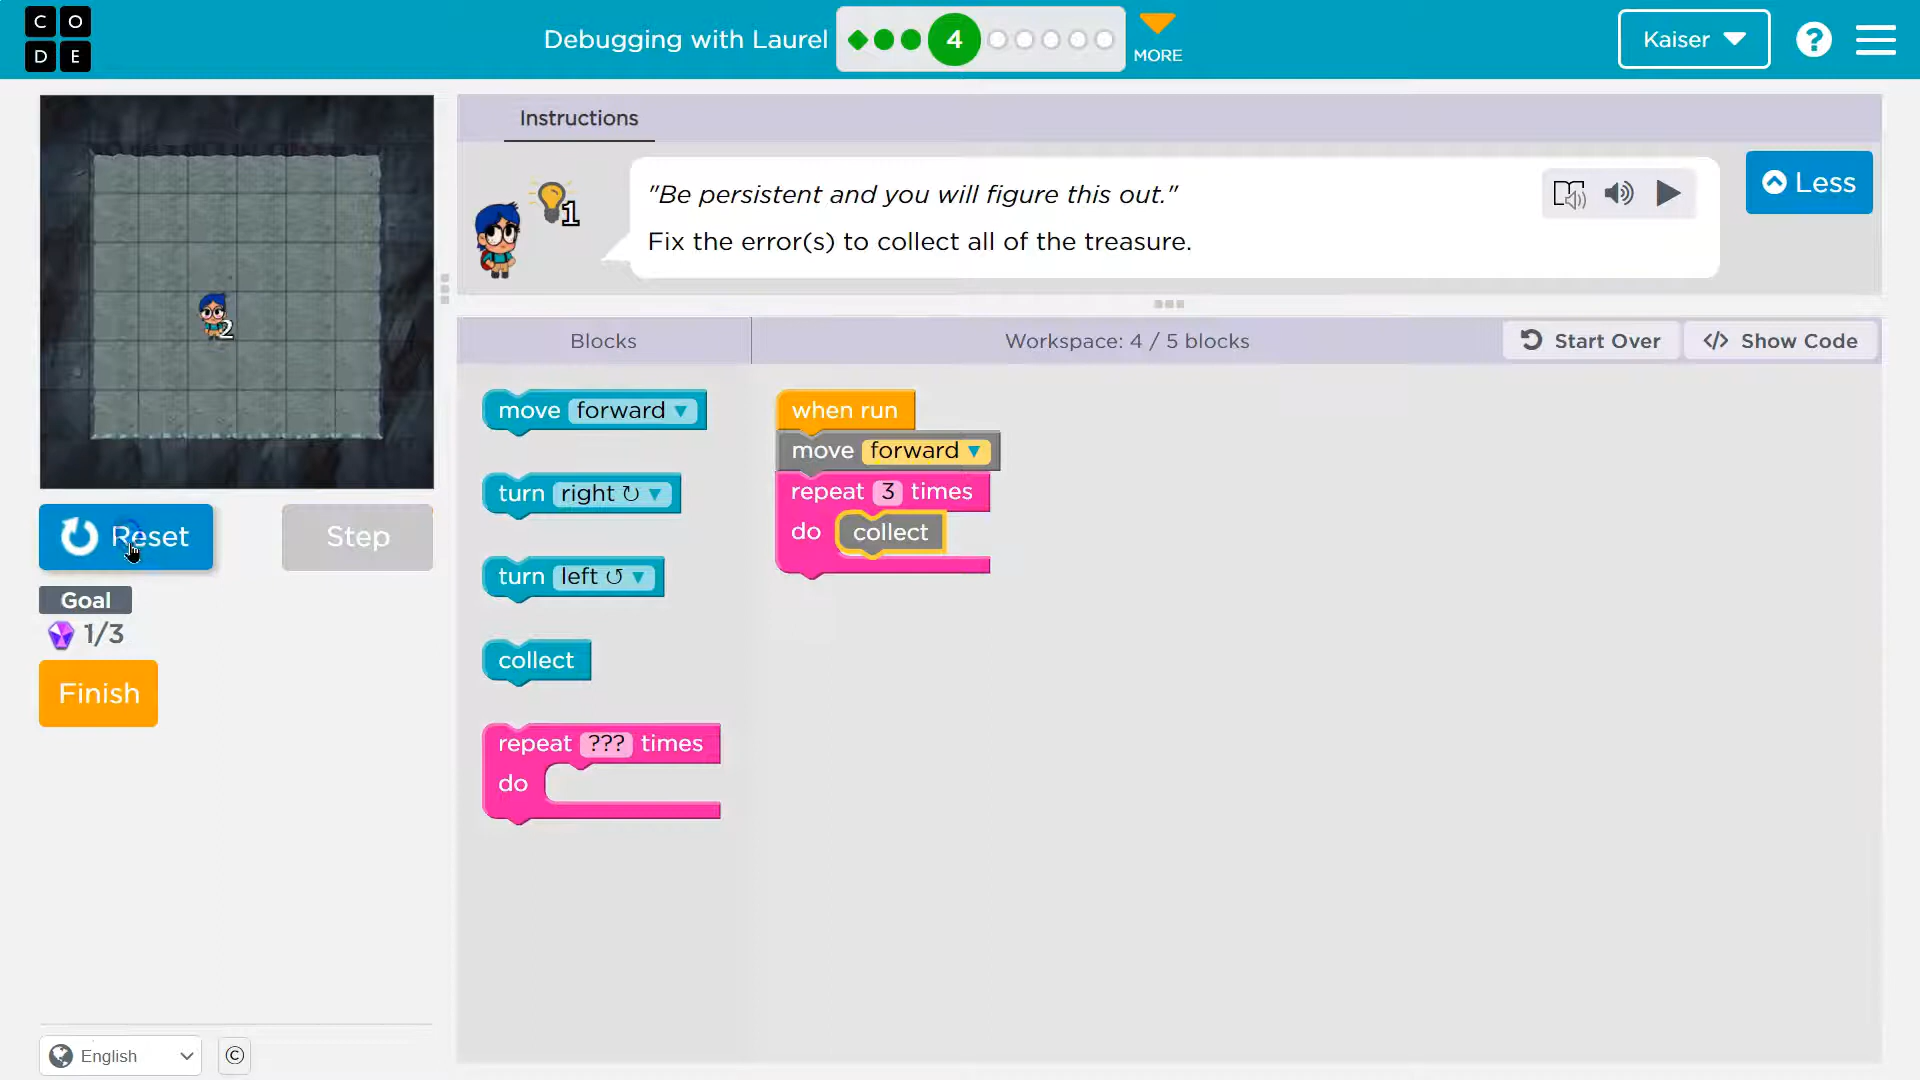 C O
D E
Debugging with Laurel
4
MORE
Kaiser
?
Instructions
1
"Be persistent and you will figure this out."
Fix the error(s) to collect all of the treasure.
Less
2
Reset
Step
Goal
1/3
Finish
Blocks
Workspace: 4 / 5 blocks
Start Over
</> Show Code
move forward ▼
turn right ↻ ▼
turn left ↺ ▼
collect
repeat ??? times
do
when run
move forward ▼
repeat 3 times
do collect
English
©